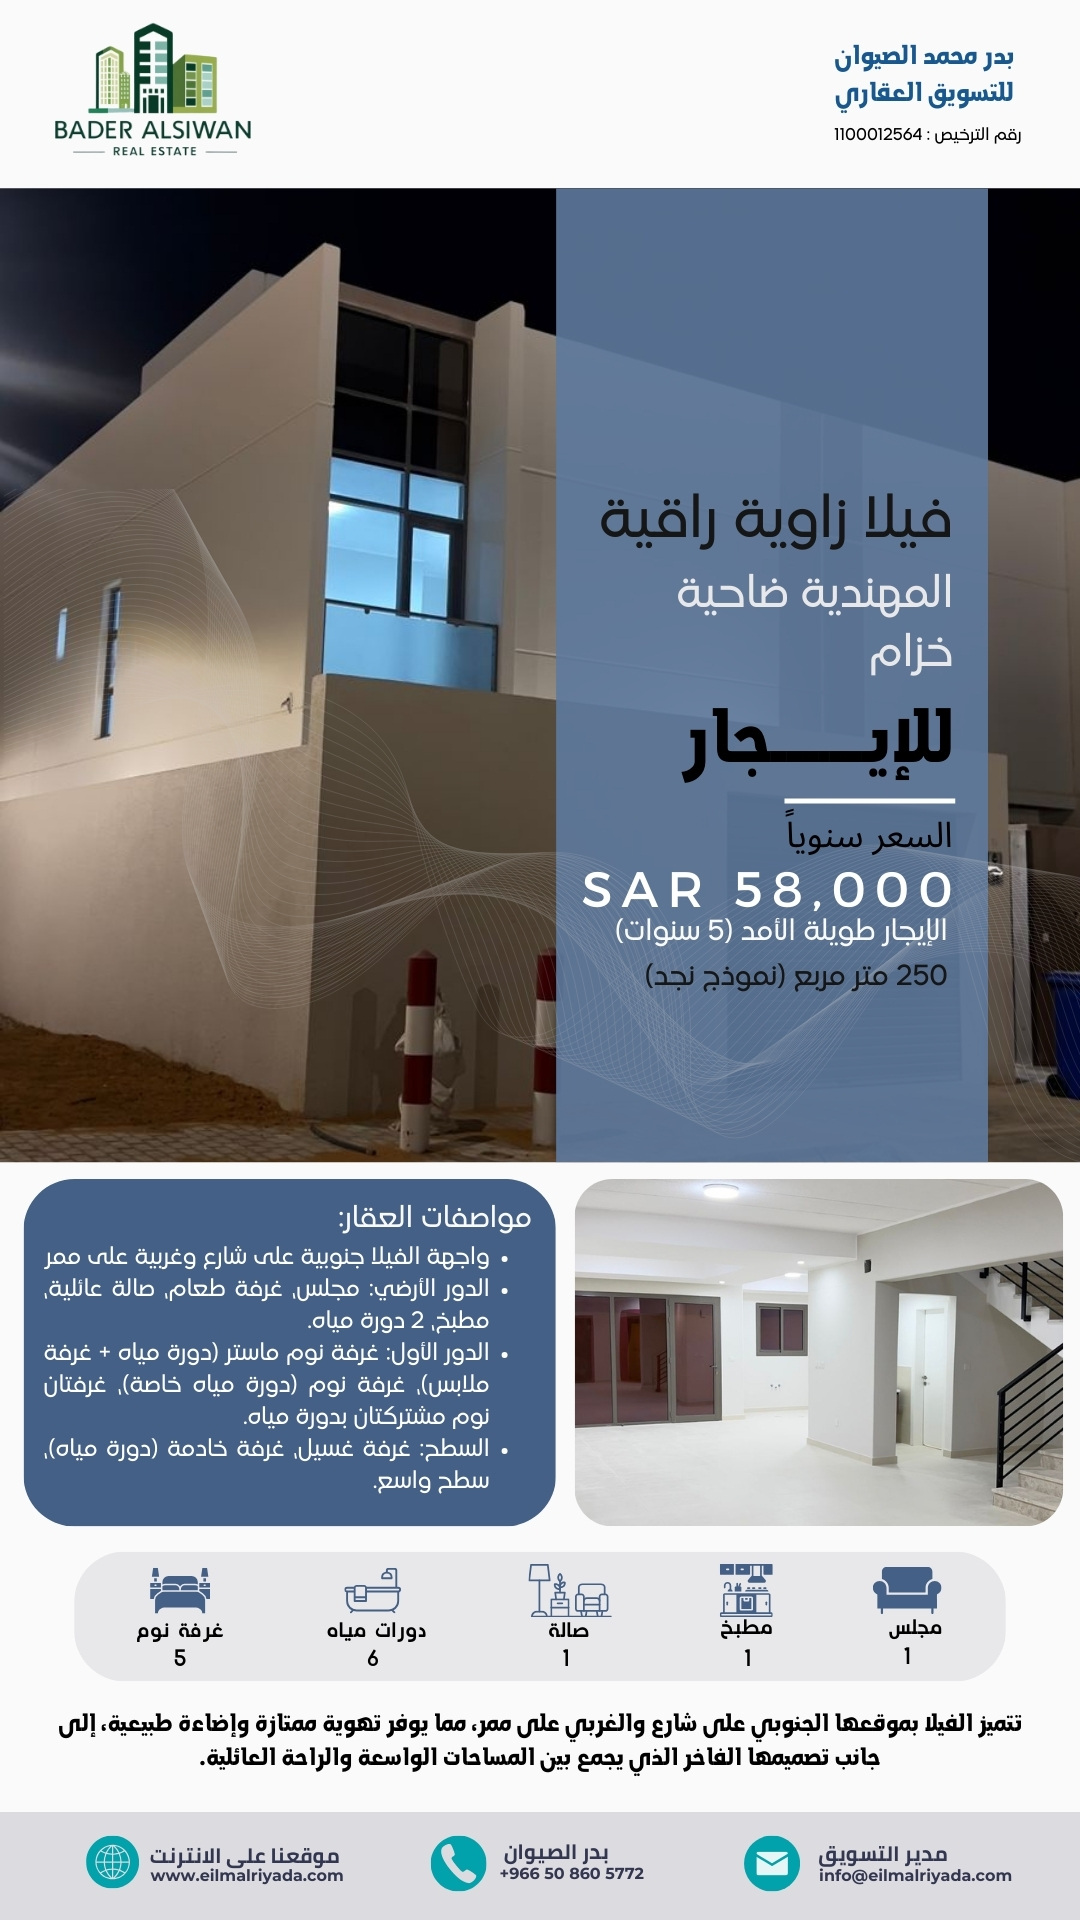 BADER ALSIWAN
REAL ESTATE
بدر محمد الصيوان
للتسويق العقاري
رقم الترخيص : 1100012564
فيلا زاوية راقية
المهندية ضاحية
خزام
للإيـــــجار
السعر سنوياً
SAR 58,000
الإيجار طويلة الأمد (5 سنوات)
250 متر مربع (نموذج نجد)
مواصفات العقار:
• واجهة الفيلا جنوبية على شارع وغربية على ممر
• الدور الأرضي: مجلس, غرفة طعام, صالة عائلية,
مطبخ, 2 دورة مياه.
• الدور الأول: غرفة نوم ماستر (دورة مياه + غرفة
ملابس), غرفة نوم (دورة مياه خاصة), غرفتان
نوم مشتركتان بدورة مياه.
• السطح: غرفة غسيل, غرفة خادمة (دورة مياه),
سطح واسع.
مجلس
1
مطبخ
1
صالة
1
دورات مياه
6
غرفة نوم
5
تتميز الفيلا بموقعها الجنوبي على شارع والغربي على ممر، مما يوفر تهوية ممتازة وإضاءة طبيعية، إلى
جانب تصميمها الفاخر الذي يجمع بين المساحات الواسعة والراحة العائلية.
مدير التسويق
info@eilmalriyada.com
بدر الصيوان
+966 50 860 5772
موقعنا على الانترنت
www.eilmalriyada.com